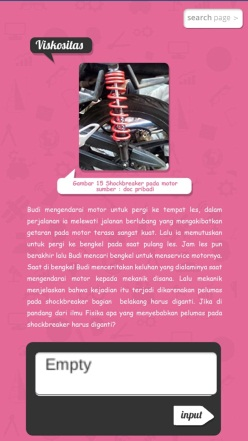 search page >
Viskositas
Gambar 15 Shockbreaker pada motor
sumber : doc pribadi
Budi mengendarai motor untuk pergi ke tempat les, dalam
perjalanan ia melewati jalanan berlubang yang mengakibatkan
getaran pada motor terasa sangat kuat. Lalu ia memutuskan
untuk pergi ke bengkel pada saat pulang les. Jam les pun
berakhir lalu Budi mencari bengkel untuk menservice motornya.
Saat di bengkel Budi menceritakan keluhan yang dialaminya saat
mengendarai motor kepada mekanik disana. Lalu mekanik
menjelaskan bahwa kejadian itu terjadi dikarenakan pelumas
pada shockbreaker bagian belakang harus diganti. Jika di
pandang dari ilmu Fisika apa yang menyebabkan pelumas pada
shockbreaker harus diganti?
Empty
input